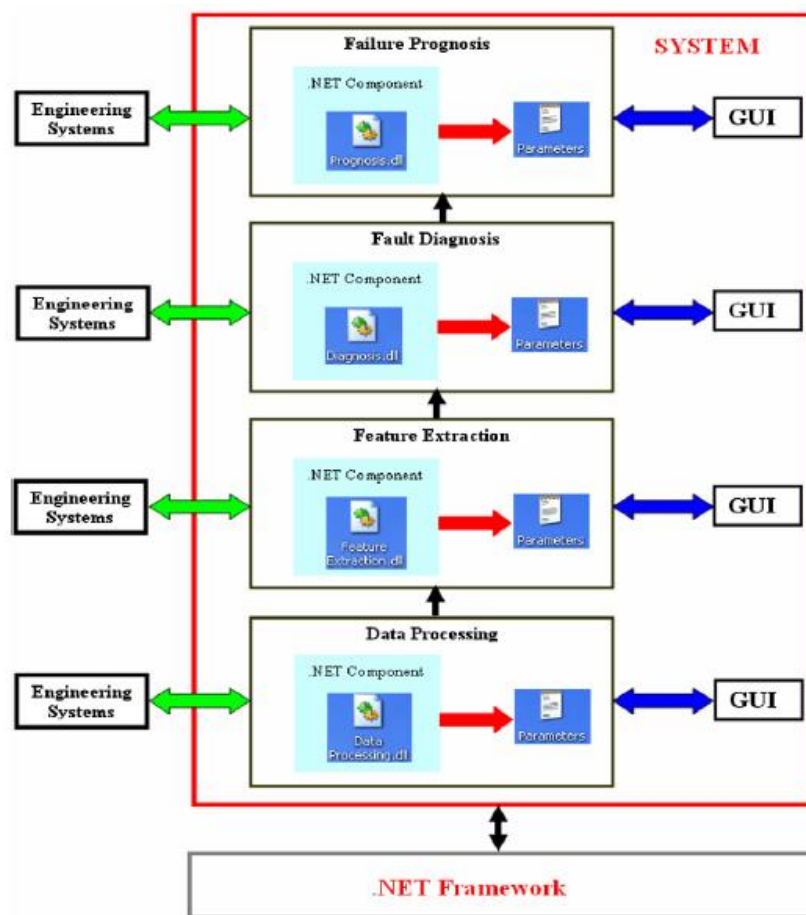 SYSTEM
Failure Prognosis
.NET Component
Prognosis.dll
Parameters
Engineering
Systems
GUI
Fault Diagnosis
.NET Component
Diagnosis.dll
Parameters
Engineering
Systems
GUI
Feature Extraction
.NET Component
Feature
Extraction.dll
Parameters
Engineering
Systems
GUI
Data Processing
.NET Component
Data
Processing.dll
Parameters
Engineering
Systems
GUI
.NET Framework